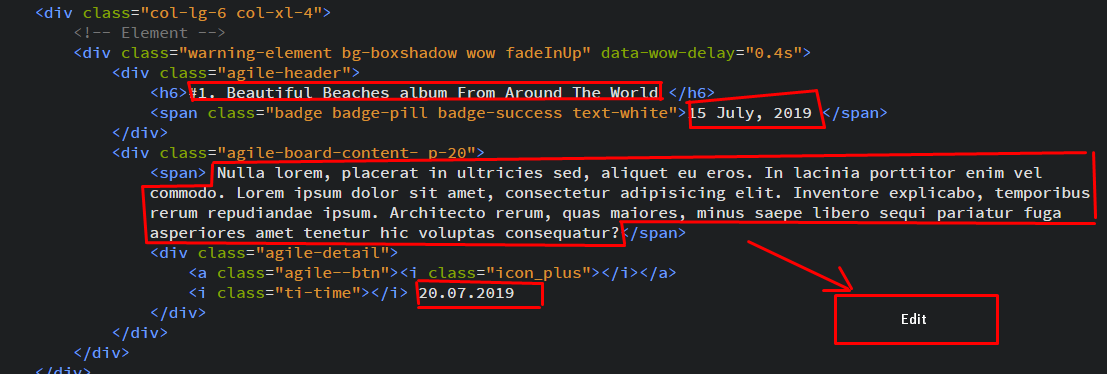 <div class="col-lg-6 col-xl-4">
<!-- Element -->
<div class="warning-element bg-boxshadow wow fadeInUp" data-wow-delay="0.4s">
<div class="agile-header">
<h6>#1. Beautiful Beaches album From Around The World </h6>
<span class="badge badge-pill badge-success text-white">15 July, 2019 </span>
</div>
<div class="agile-board-content- p-20">
<span> Nulla lorem, placerat in ultricies sed, aliquet eu eros. In lacinia porttitor enim vel
commodo. Lorem ipsum dolor sit amet, consectetur adipisicing elit. Inventore explicabo, temporibus
rerum repudiandae ipsum. Architecto rerum, quas maiores, minus saepe libero sequi pariatur fuga
asperiores amet tenetur hic voluptas consequatur?</span>
<div class="agile-detail">
<a class="agile--btn"><i class="icon_plus"></i></a>
<i class="ti-time"></i> 20.07.2019
</div>
Edit
</div>
</div>
</div>